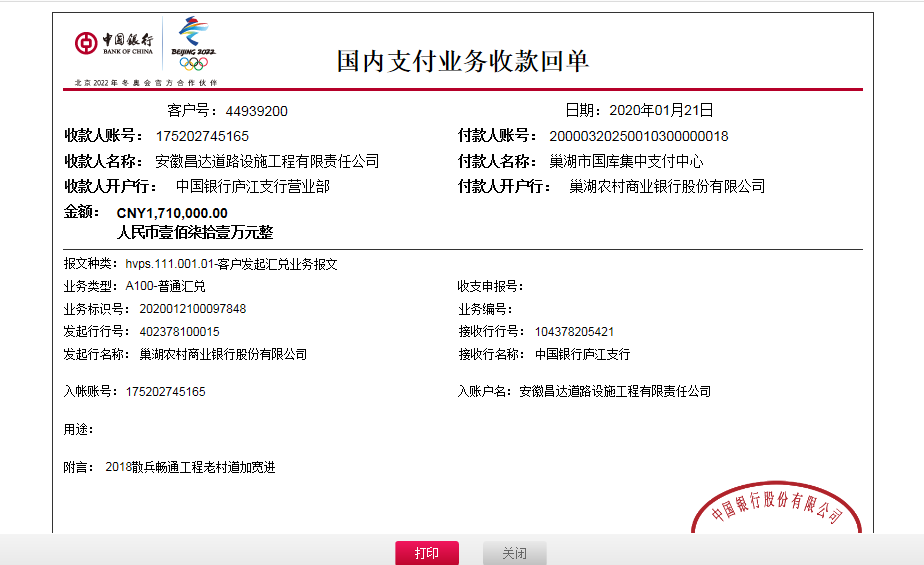 中国银行
BANK OF CHINA
BEIJING 2022
北京2022年冬奥会官方合作伙伴
国内支付业务收款回单
客户号：44939200 日期：2020年01月21日
收款人账号：175202745165 付款人账号：20000320250010300000018
收款人名称：安徽昌达道路设施工程有限责任公司 付款人名称：巢湖市国库集中支付中心
收款人开户行：中国银行庐江支行营业部 付款人开户行：巢湖农村商业银行股份有限公司
金额：CNY1,710,000.00
人民币壹佰柒拾壹万元整
报文种类：hvps.111.001.01-客户发起汇兑业务报文
业务类型：A100-普通汇兑 收支申报号：
业务标识号：2020012100097848 业务编号：
发起行行号：402378100015 接收行行号：104378205421
发起行名称：巢湖农村商业银行股份有限公司 接收行名称：中国银行庐江支行
入帐账号：175202745165 入账户名：安徽昌达道路设施工程有限责任公司
用途：
附言：2018散兵畅通工程老村道加宽进
中国银行股份有限公司
打印 关闭